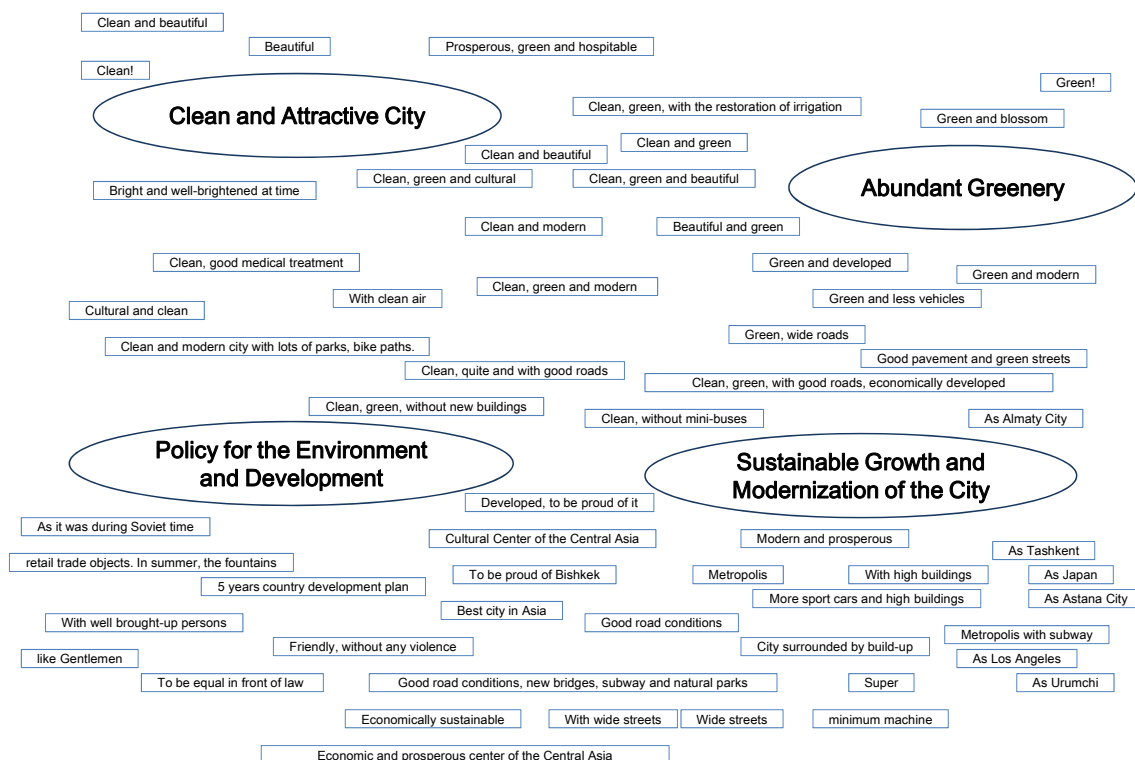 Clean and beautiful
Beautiful
Prosperous, green and hospitable
Clean!
Green!
Clean and Attractive City
Clean, green, with the restoration of irrigation
Green and blossom
Clean and green
Clean and beautiful
Clean, green and cultural
Clean, green and beautiful
Abundant Greenery
Bright and well-brightened at time
Clean and modern
Beautiful and green
Clean, good medical treatment
Green and developed
Green and modern
Clean, green and modern
With clean air
Green and less vehicles
Cultural and clean
Green, wide roads
Clean and modern city with lots of parks, bike paths.
Good pavement and green streets
Clean, quite and with good roads
Clean, green, with good roads, economically developed
Clean, green, without new buildings
Clean, without mini-buses
As Almaty City
Policy for the Environment
and Development
Sustainable Growth and
Modernization of the City
Developed, to be proud of it
As it was during Soviet time
Cultural Center of the Central Asia
Modern and prosperous
As Tashkent
retail trade objects. In summer, the fountains
To be proud of Bishkek
Metropolis
With high buildings
As Japan
5 years country development plan
More sport cars and high buildings
As Astana City
Best city in Asia
With well brought-up persons
Good road conditions
Metropolis with subway
Friendly, without any violence
City surrounded by build-up
like Gentlemen
As Los Angeles
To be equal in front of law
Good road conditions, new bridges, subway and natural parks
Super
As Urumchi
Economically sustainable
With wide streets
Wide streets
minimum machine
Economic and prosperous center of the Central Asia